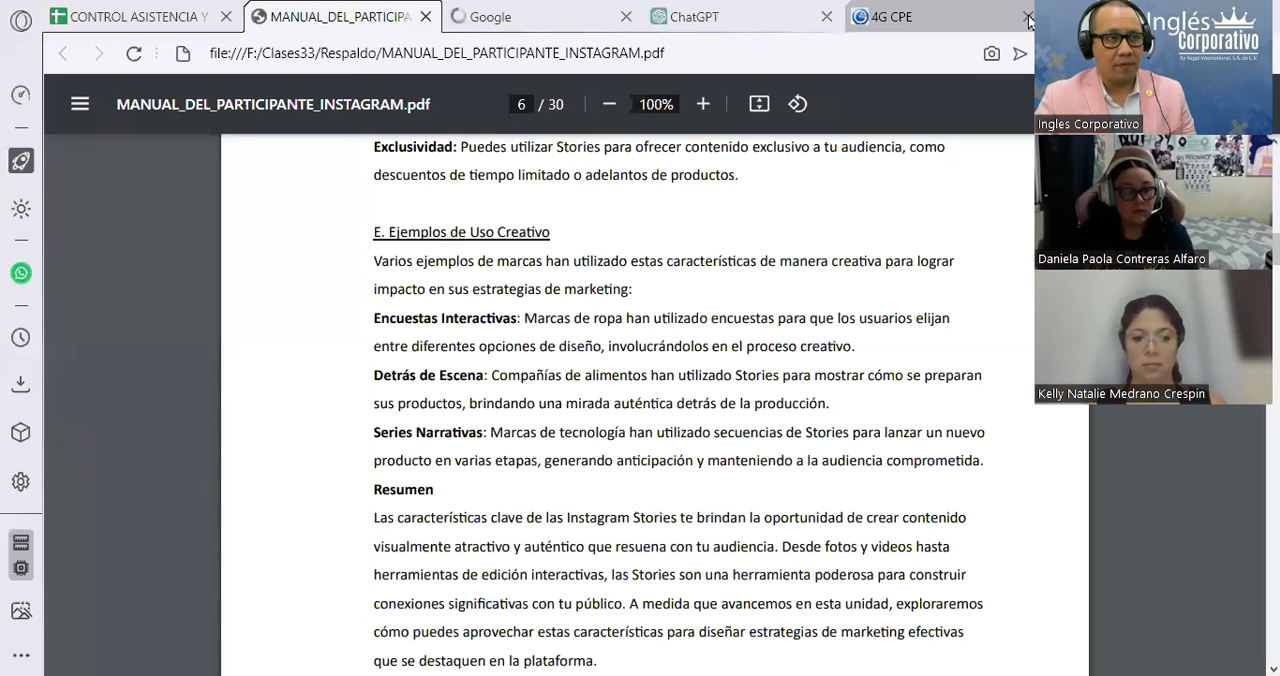 CONTROL ASISTENCIA Y
MANUAL_DEL_PARTICIPA
Google
ChatGPT
4G CPE
file:///F:/Clases33/Respaldo/MANUAL_DEL_PARTICIPANTE_INSTAGRAM.pdf
MANUAL_DEL_PARTICIPANTE_INSTAGRAM.pdf
6 / 30
100%
Exclusividad: Puedes utilizar Stories para ofrecer contenido exclusivo a tu audiencia, como
descuentos de tiempo limitado o adelantos de productos.
E. Ejemplos de Uso Creativo
Varios ejemplos de marcas han utilizado estas características de manera creativa para lograr
impacto en sus estrategias de marketing:
Encuestas Interactivas: Marcas de ropa han utilizado encuestas para que los usuarios elijan
entre diferentes opciones de diseño, involucrándolos en el proceso creativo.
Detrás de Escena: Compañías de alimentos han utilizado Stories para mostrar cómo se preparan
sus productos, brindando una mirada auténtica detrás de la producción.
Series Narrativas: Marcas de tecnología han utilizado secuencias de Stories para lanzar un nuevo
producto en varias etapas, generando anticipación y manteniendo a la audiencia comprometida.
Resumen
Las características clave de las Instagram Stories te brindan la oportunidad de crear contenido
visualmente atractivo y auténtico que resuena con tu audiencia. Desde fotos y videos hasta
herramientas de edición interactivas, las Stories son una herramienta poderosa para construir
conexiones significativas con tu público. A medida que avancemos en esta unidad, exploraremos
cómo puedes aprovechar estas características para diseñar estrategias de marketing efectivas
que se destaquen en la plataforma.
Inglés
Corporativo
By Regal International, S.A. de C.V.
Ingles Corporativo
Daniela Paola Contreras Alfaro
Kelly Natalie Medrano Crespin